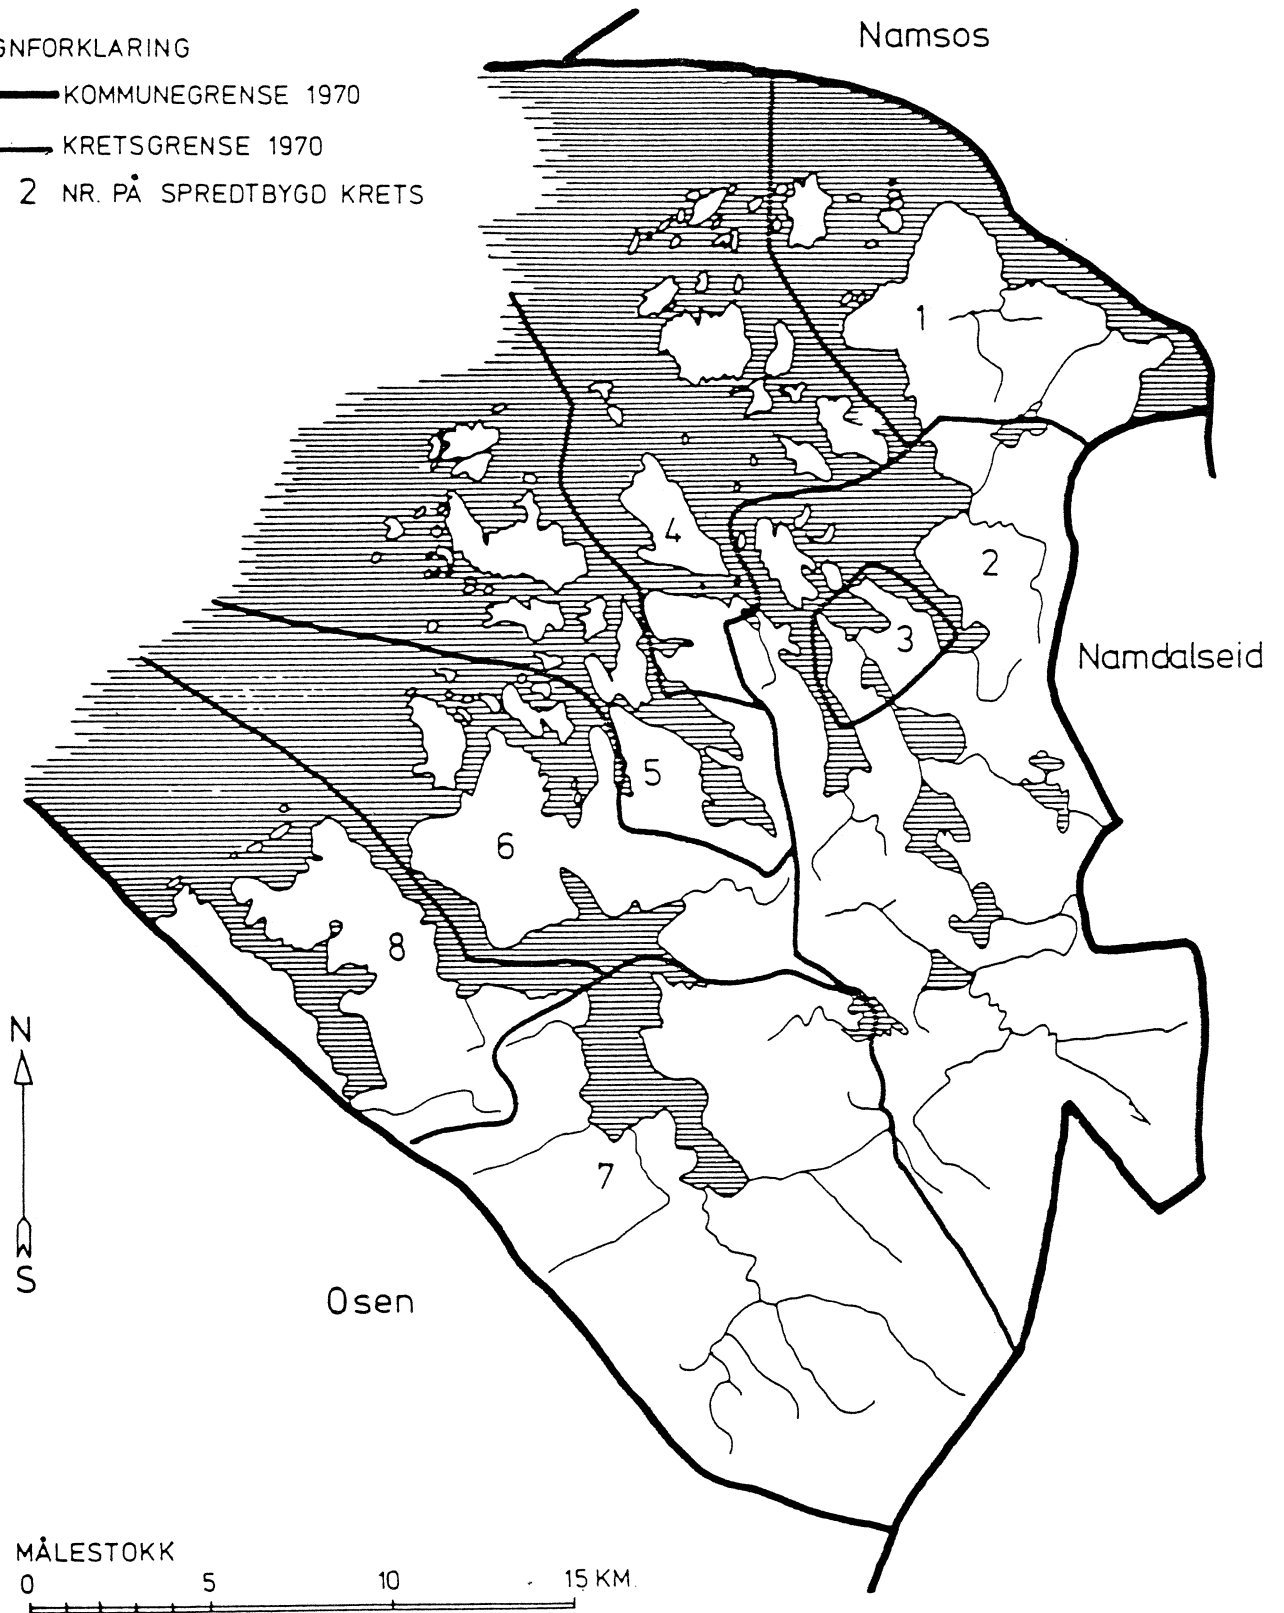 GNFORKLARING
KOMMUNEGRENSE 1970
KRETSGRENSE 1970
2 NR. PÅ SPREDTBYGD KRETS
Namsos
1
2
3
4
5
6
7
8
Namdalseid
Osen
N
S
MÅLESTOKK
0 5 10 15 KM.